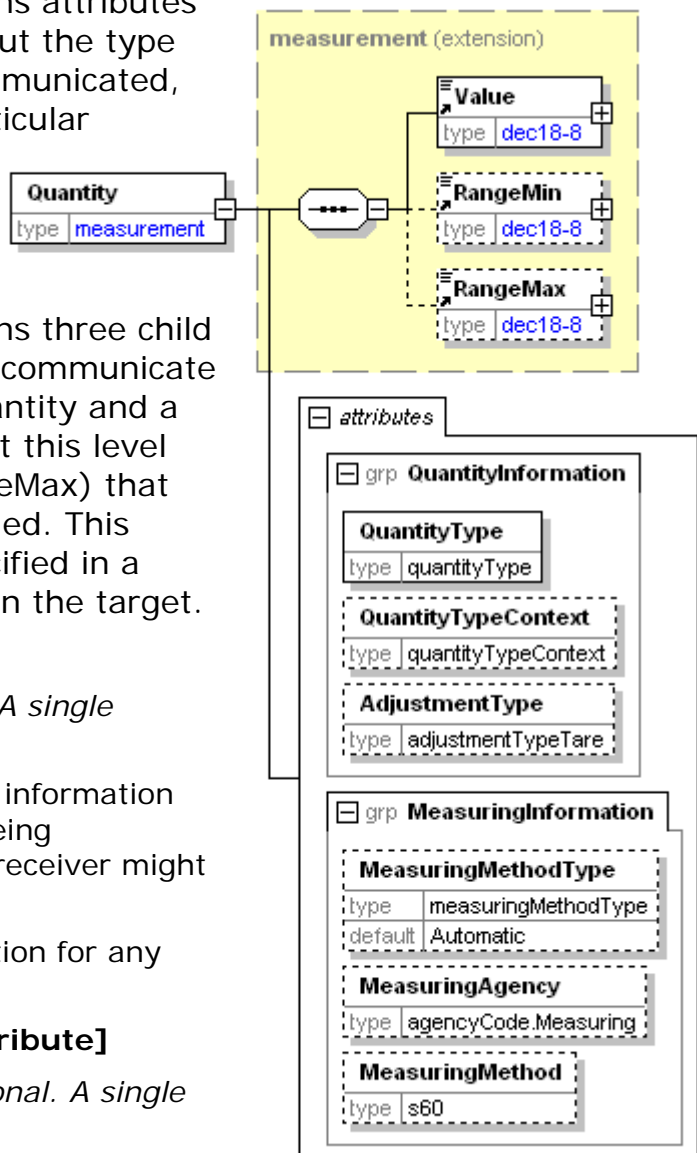 ns attributes
ut the type
municated,
ticular
measurement (extension)
Value
type dec18-8
Quantity
type measurement
RangeMin
type dec18-8
RangeMax
type dec18-8
ns three child
communicate
antity and a
t this level
eMax) that
ed. This
ified in a
n the target.
A single
information
eing
receiver might
tion for any
ribute]
onal. A single
attributes
grp QuantityInformation
QuantityType
type quantityType
QuantityTypeContext
type quantityTypeContext
AdjustmentType
type adjustmentTypeTare
grp MeasuringInformation
MeasuringMethodType
type measuringMethodType
default Automatic
MeasuringAgency
type agencyCode.Measuring
MeasuringMethod
type s60